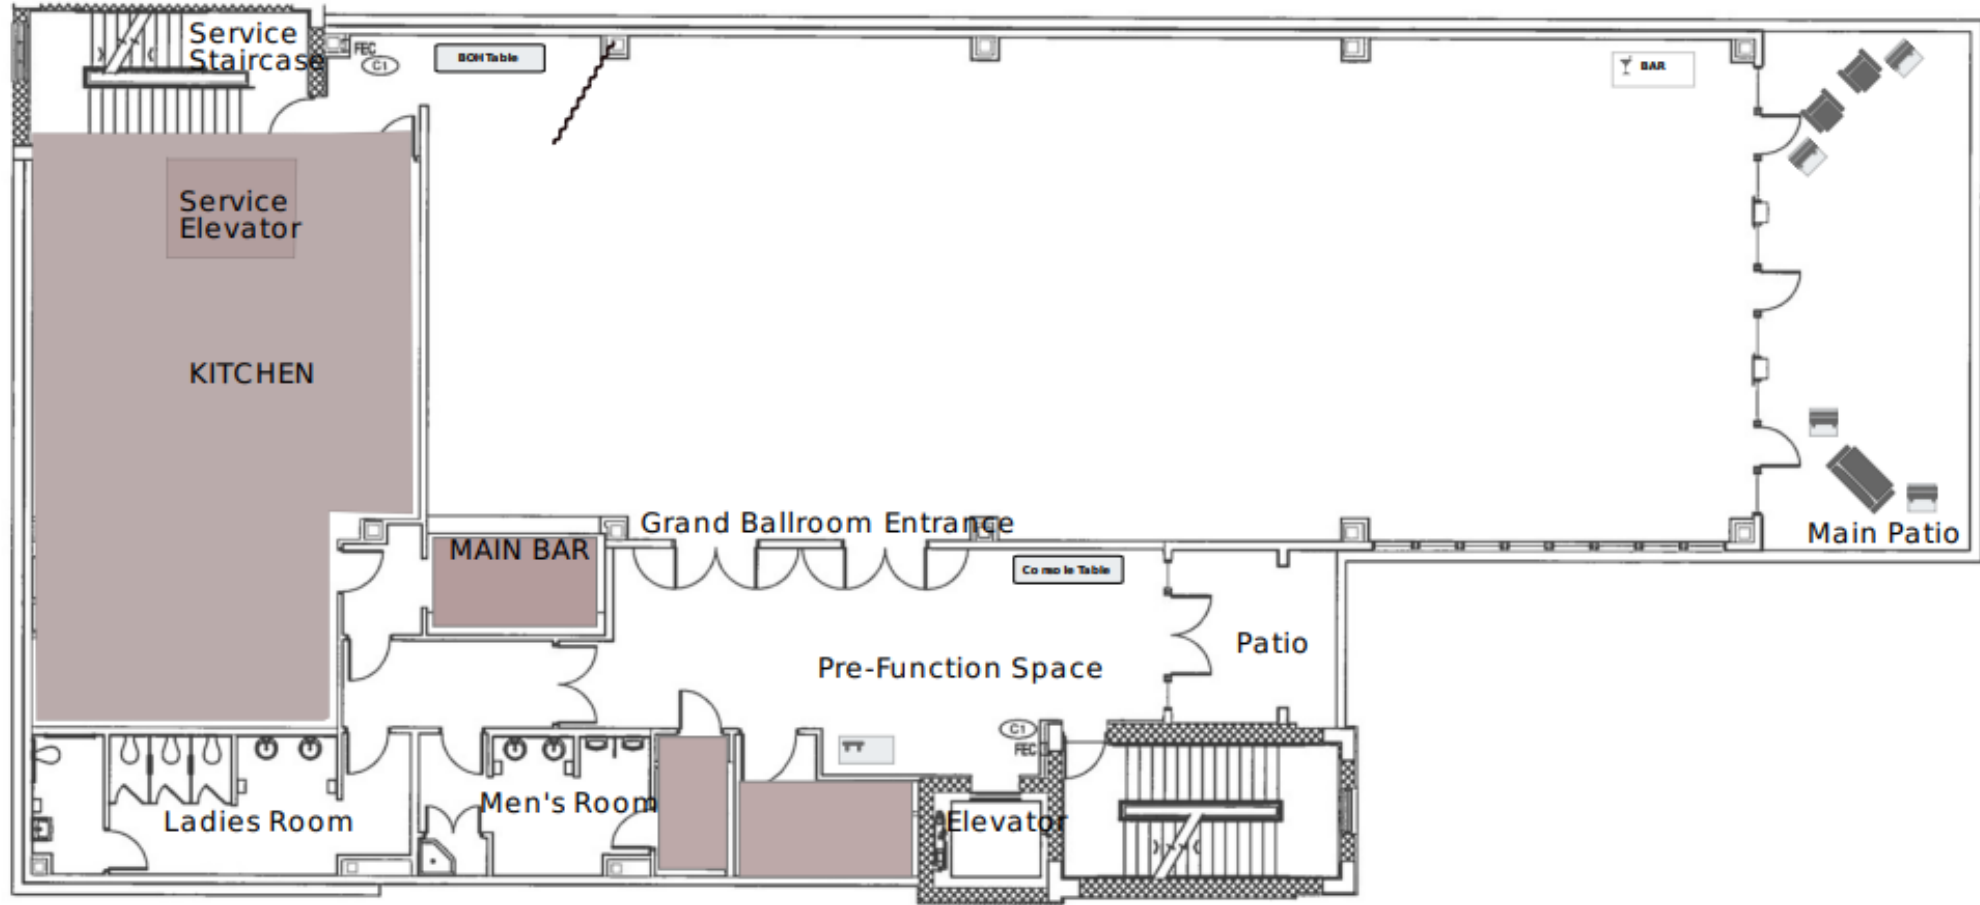 Service
Staircase
FEC
C1
BOH Table
BAR
Service
Elevator
KITCHEN
Grand Ballroom Entrance
MAIN BAR
Console Table
Main Patio
Patio
Pre-Function Space
C1
FEC
Ladies Room
Men's Room
Elevator